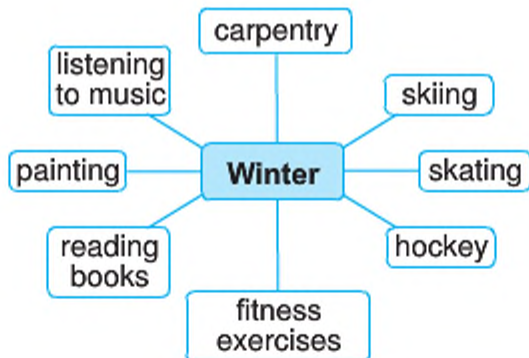 carpentry
listening
to music
skiing
painting
Winter
skating
reading
books
hockey
fitness
exercises